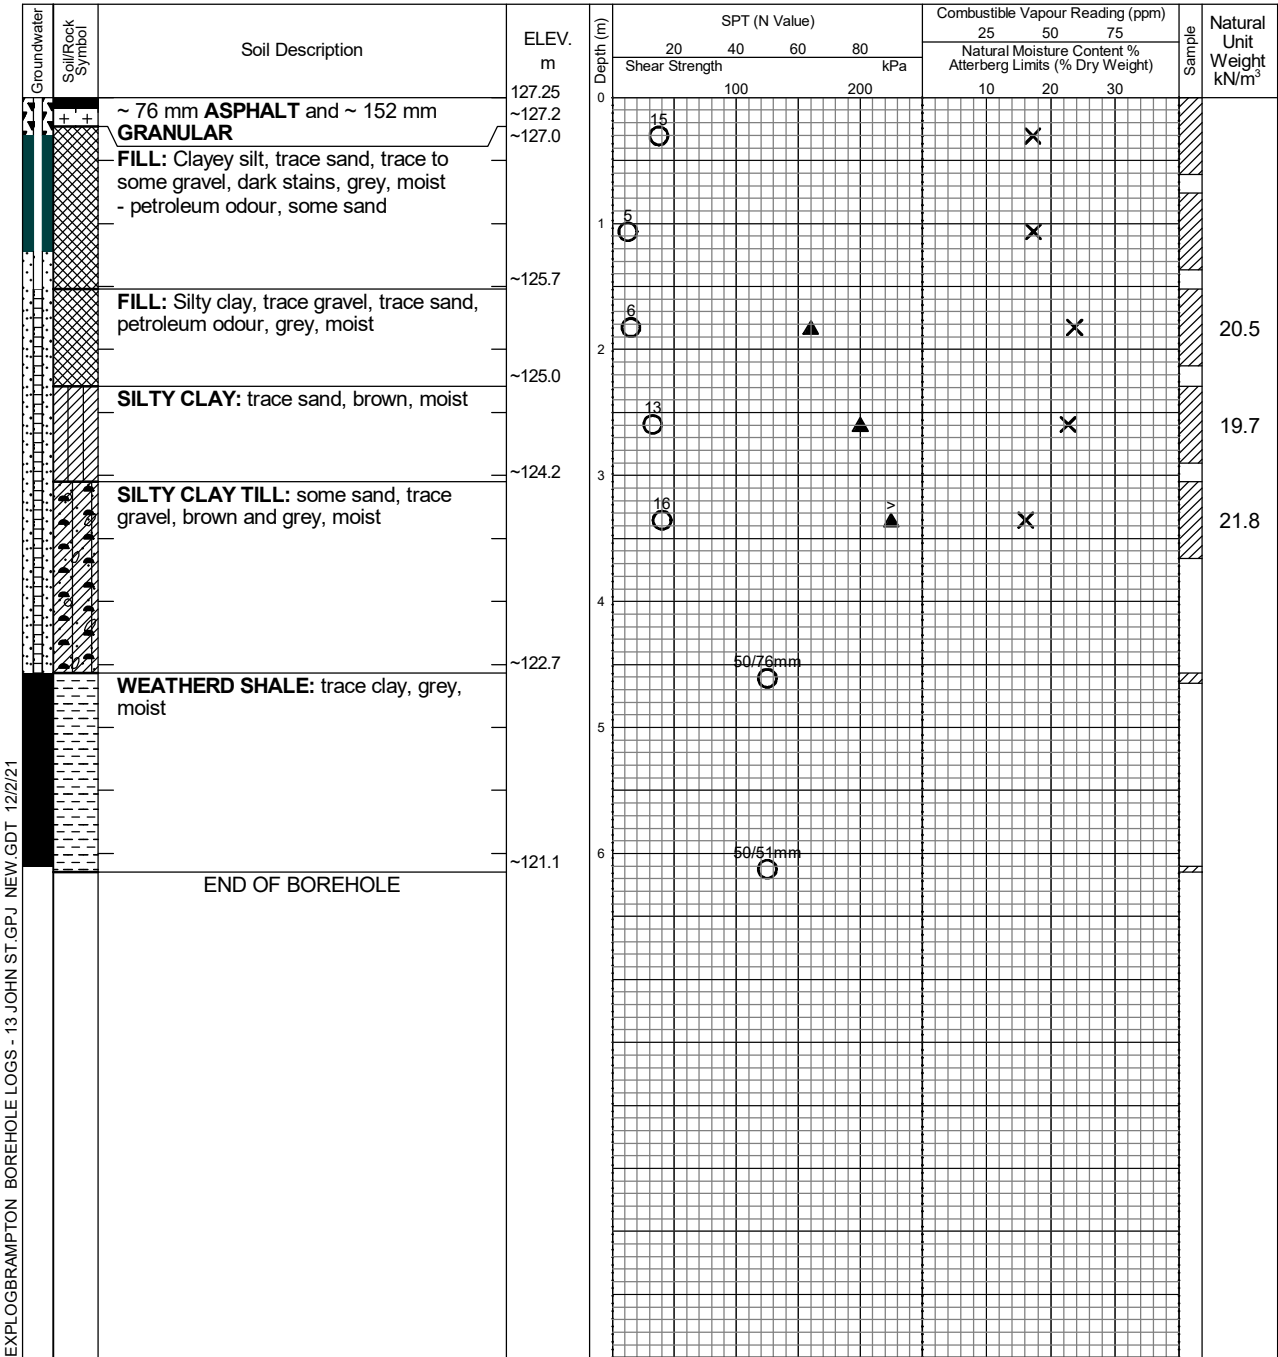 Groundwater
Soil/Rock
Symbol
Soil Description
ELEV.
m
Depth (m)
SPT (N Value)
20 40 60 80
Shear Strength kPa
100 200
Combustible Vapour Reading (ppm)
25 50 75
Natural Moisture Content %
Atterberg Limits (% Dry Weight)
10 20 30
Sample
Natural
Unit
Weight
kN/m³
127.25
0
~ 76 mm ASPHALT and ~ 152 mm
GRANULAR
~127.2
~127.0
15
FILL: Clayey silt, trace sand, trace to
some gravel, dark stains, grey, moist
- petroleum odour, some sand
1
5
~125.7
FILL: Silty clay, trace gravel, trace sand,
petroleum odour, grey, moist
6
20.5
2
~125.0
SILTY CLAY: trace sand, brown, moist
13
19.7
~124.2
3
SILTY CLAY TILL: some sand, trace
gravel, brown and grey, moist
16
>
21.8
4
~122.7
50/76mm
WEATHERD SHALE: trace clay, grey,
moist
5
6
50/51mm
~121.1
END OF BOREHOLE
EXPLOGBRAMPTON BOREHOLE LOGS - 13 JOHN ST.GPJ NEW.GDT 12/2/21